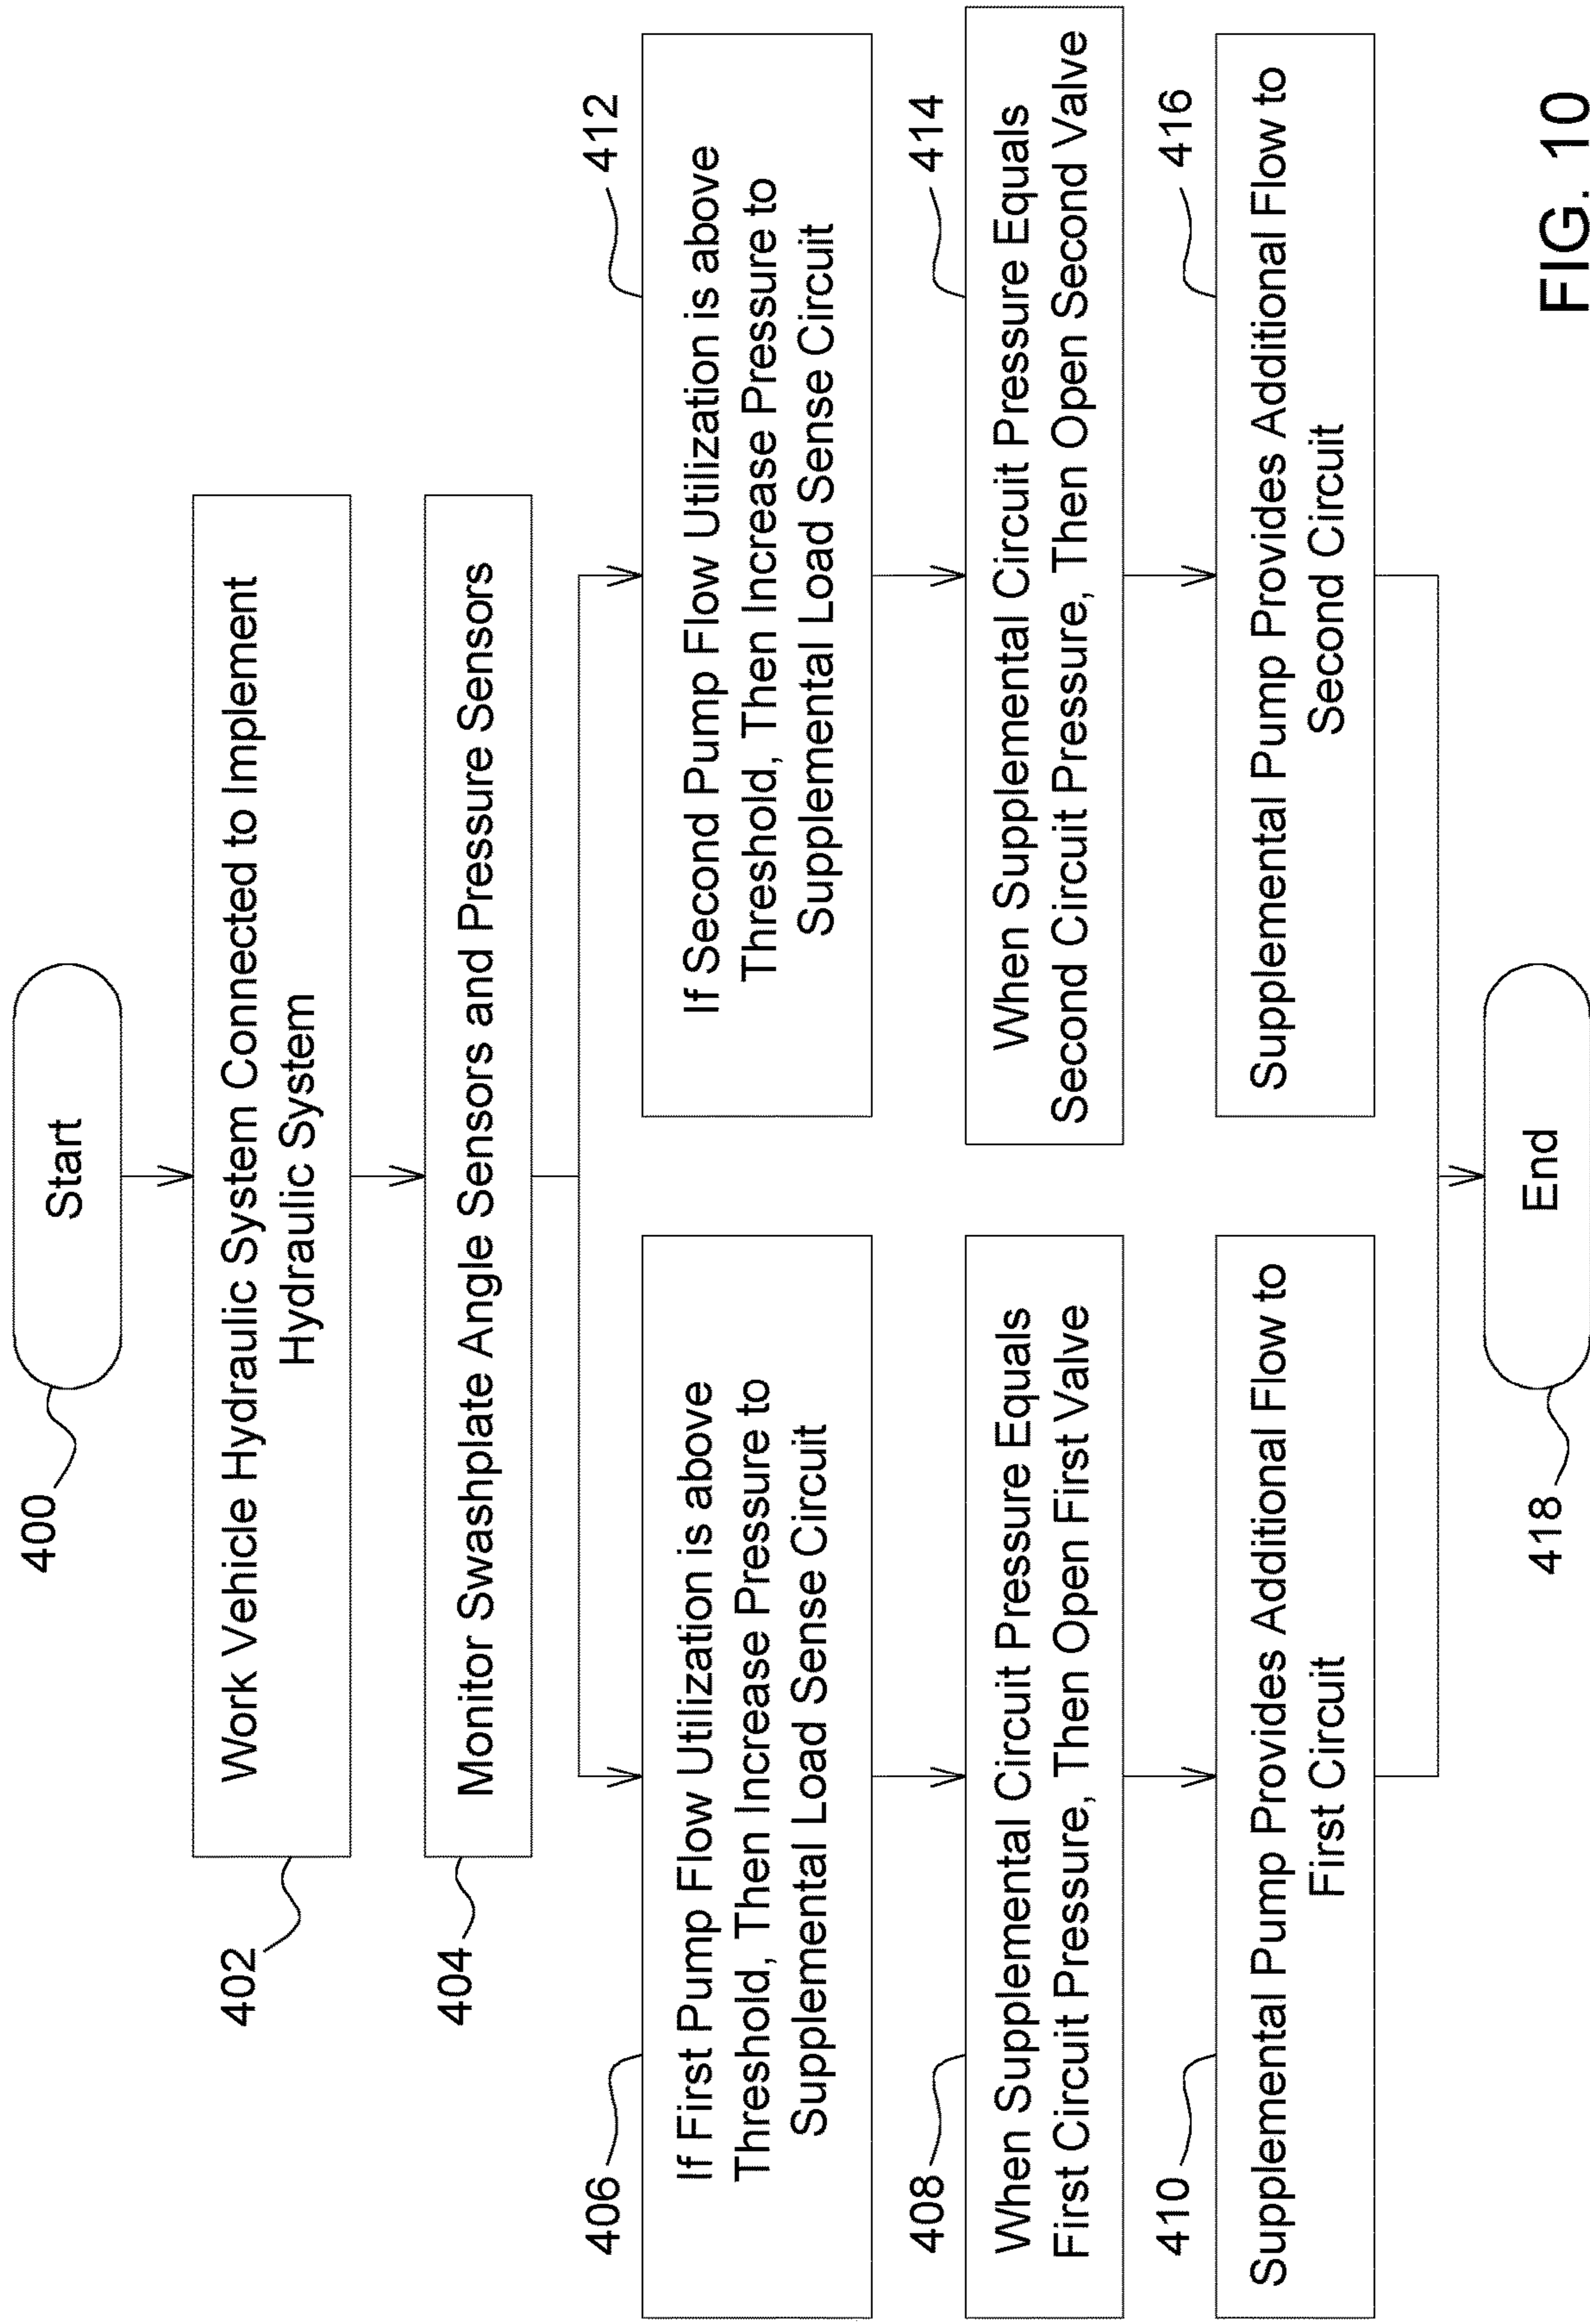 400
Start
402
Work Vehicle Hydraulic System Connected to Implement
Hydraulic System
404
Monitor Swashplate Angle Sensors and Pressure Sensors
406
If First Pump Flow Utilization is above
Threshold, Then Increase Pressure to
Supplemental Load Sense Circuit
408
When Supplemental Circuit Pressure Equals
First Circuit Pressure, Then Open First Valve
410
Supplemental Pump Provides Additional Flow to
First Circuit
412
If Second Pump Flow Utilization is above
Threshold, Then Increase Pressure to
Supplemental Load Sense Circuit
414
When Supplemental Circuit Pressure Equals
Second Circuit Pressure, Then Open Second Valve
416
Supplemental Pump Provides Additional Flow to
Second Circuit
418
End
FIG. 10